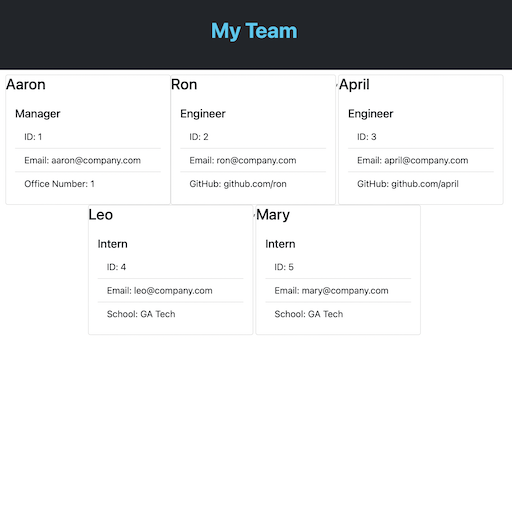 My Team
Aaron
Manager
ID: 1
Email: aaron@company.com
Office Number: 1
Ron
Engineer
ID: 2
Email: ron@company.com
GitHub: github.com/ron
April
Engineer
ID: 3
Email: april@company.com
GitHub: github.com/april
Leo
Intern
ID: 4
Email: leo@company.com
School: GA Tech
Mary
Intern
ID: 5
Email: mary@company.com
School: GA Tech